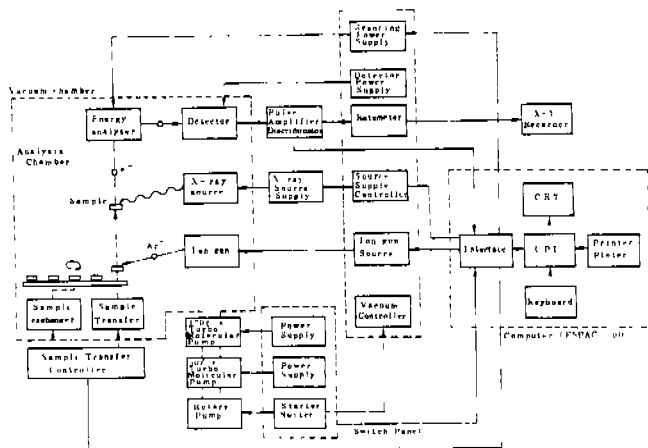 Scanning
Power
Supply
Detector
Power
Supply
Vacuum chamber
Energy
analyser
Detector
Pulse
Amplifier
Discriminator
Ratemeter
X-Y
Recorder
Analysis
Chamber
e-
Sample
X-ray
source
X ray
Source
Supply
Source
Supply
Controller
CRT
Ar+
Ion gun
Ion gun
Source
Interface
CPU
Printer
Ploter
Sample
Sample
Transfer
Vacuum
Controller
Keyboard
Computer
Turbo
Molecular
Pump
Power
Supply
Sample Transfer
Controller
Turbo
Molecular
Pump
Power
Supply
Rotary
Pump
Starter
Switch
Switch Panel